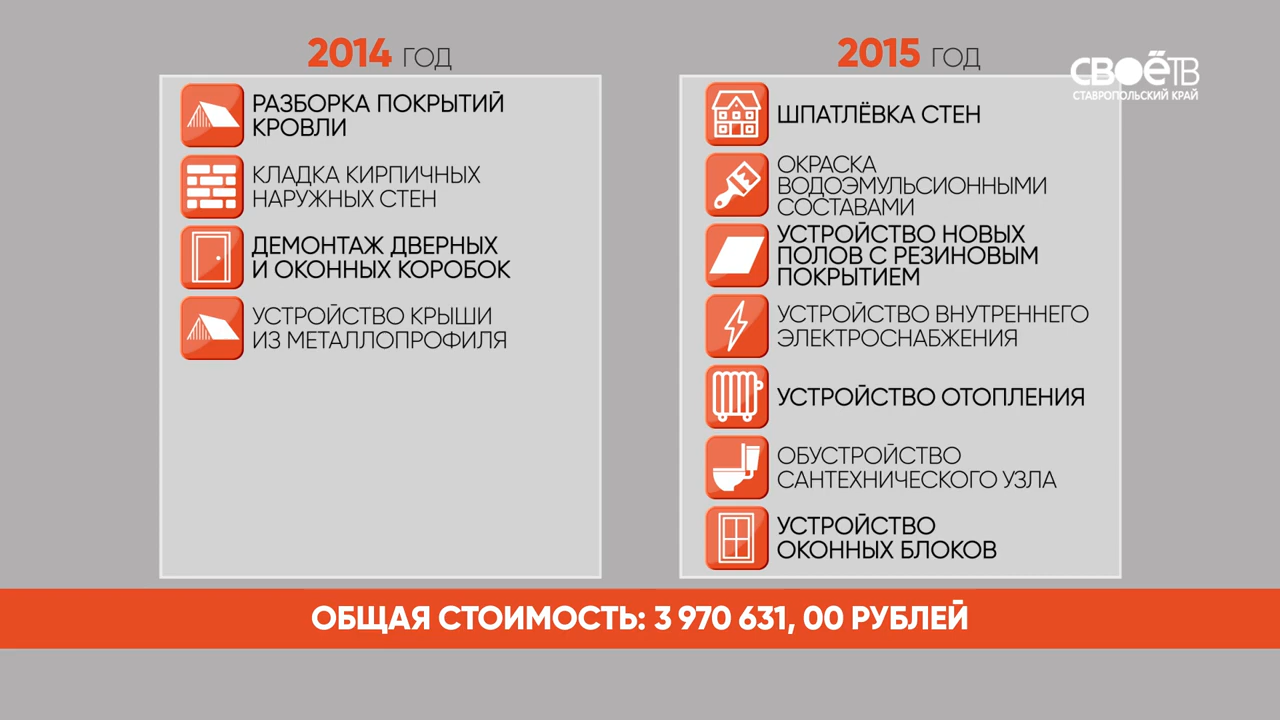 2014 ГОД
РАЗБОРКА ПОКРЫТИЙ
КРОВЛИ
КЛАДКА КИРПИЧНЫХ
НАРУЖНЫХ СТЕН
ДЕМОНТАЖ ДВЕРНЫХ
И ОКОННЫХ КОРОБОК
УСТРОЙСТВО КРЫШИ
ИЗ МЕТАЛЛОПРОФИЛЯ
2015 ГОД
СВОЁТВ
СТАВРОПОЛЬСКИЙ КРАЙ
ШПАТЛЁВКА СТЕН
ОКРАСКА
ВОДОЭМУЛЬСИОННЫМИ
СОСТАВАМИ
УСТРОЙСТВО НОВЫХ
ПОЛОВ С РЕЗИНОВЫМ
ПОКРЫТИЕМ
УСТРОЙСТВО ВНУТРЕННЕГО
ЭЛЕКТРОСНАБЖЕНИЯ
УСТРОЙСТВО ОТОПЛЕНИЯ
ОБУСТРОЙСТВО
САНТЕХНИЧЕСКОГО УЗЛА
УСТРОЙСТВО
ОКОННЫХ БЛОКОВ
ОБЩАЯ СТОИМОСТЬ: 3 970 631, 00 РУБЛЕЙ